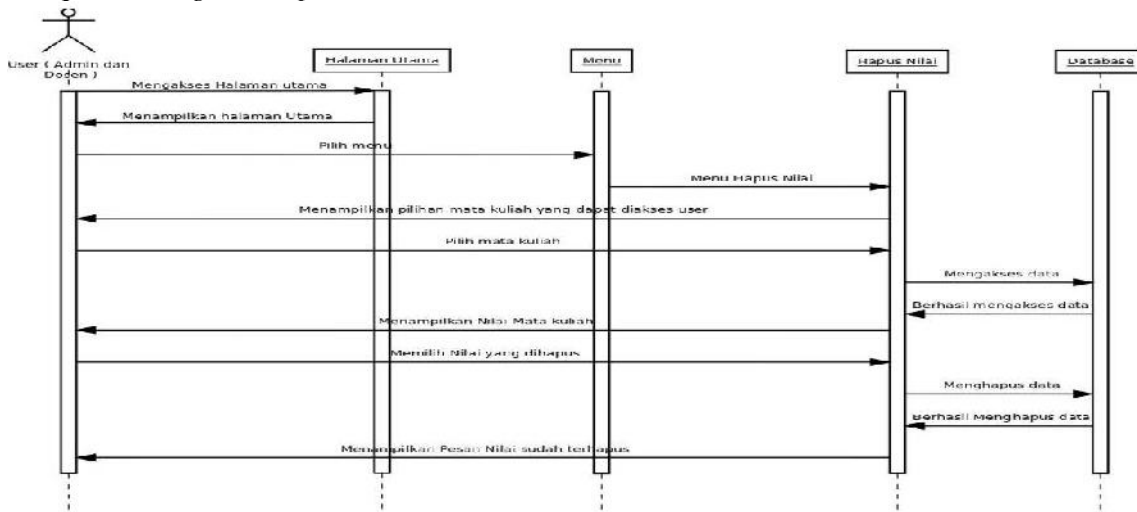 User ( Admin dan
Dosen )
Halaman Utama
Menu
Hapus Nilai
Database
Mengakses Halaman utama
Menampilkan halaman Utama
Pilih menu
Menu Hapus Nilai
Menampilkan pilihan mata kuliah yang dapat diakses user
Pilih mata kuliah
Mengakses data
Berhasil mengakses data
Menampilkan Nilai Mata kuliah
Memilih Nilai yang dihapus
Menghapus data
Berhasil Menghapus data
Menampilkan Pesan Nilai sudah terhapus